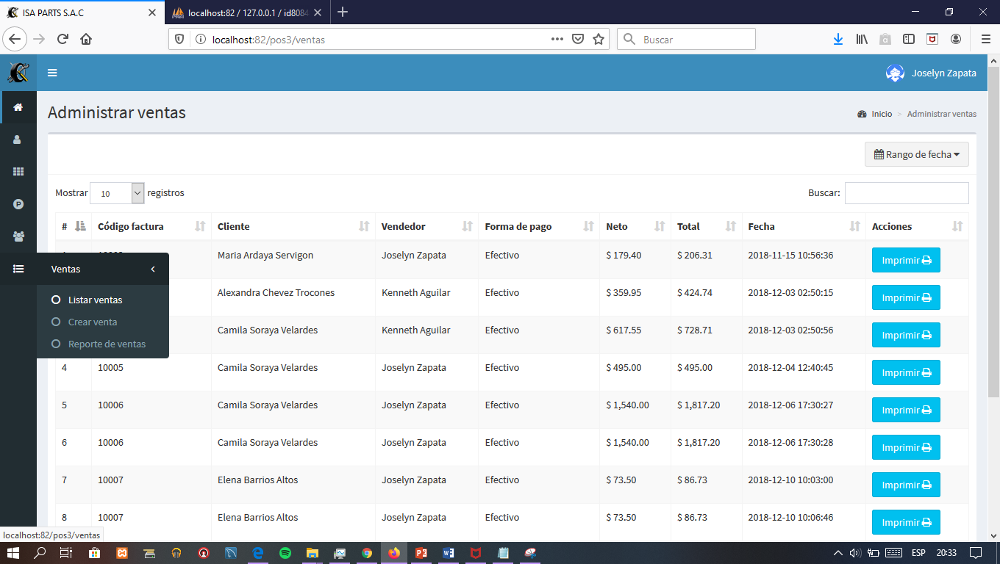 ISA PARTS S.A.C
localhost:82 / 127.0.0.1 / id8084
localhost:82/pos3/ventas
Buscar
Joselyn Zapata
Administrar ventas
Inicio > Administrar ventas
Rango de fecha
Mostrar 10 registros
Buscar:
# Código factura Cliente Vendedor Forma de pago Neto Total Fecha Acciones
Maria Ardaya Servigon Joselyn Zapata Efectivo $ 179.40 $ 206.31 2018-11-15 10:56:36 Imprimir
Ventas
Alexandra Chevez Trocones Kenneth Aguilar Efectivo $ 359.95 $ 424.74 2018-12-03 02:50:15 Imprimir
Listar ventas
Crear venta
Camila Soraya Velardes Kenneth Aguilar Efectivo $ 617.55 $ 728.71 2018-12-03 02:50:56 Imprimir
Reporte de ventas
4 10005 Camila Soraya Velardes Joselyn Zapata Efectivo $ 495.00 $ 495.00 2018-12-04 12:40:45 Imprimir
5 10006 Camila Soraya Velardes Joselyn Zapata Efectivo $ 1,540.00 $ 1,817.20 2018-12-06 17:30:27 Imprimir
6 10006 Camila Soraya Velardes Joselyn Zapata Efectivo $ 1,540.00 $ 1,817.20 2018-12-06 17:30:28 Imprimir
7 10007 Elena Barrios Altos Joselyn Zapata Efectivo $ 73.50 $ 86.73 2018-12-10 10:03:00 Imprimir
8 10007 Elena Barrios Altos Joselyn Zapata Efectivo $ 73.50 $ 86.73 2018-12-10 10:06:46 Imprimir
localhost:82/pos3/ventas
ESP 20:33